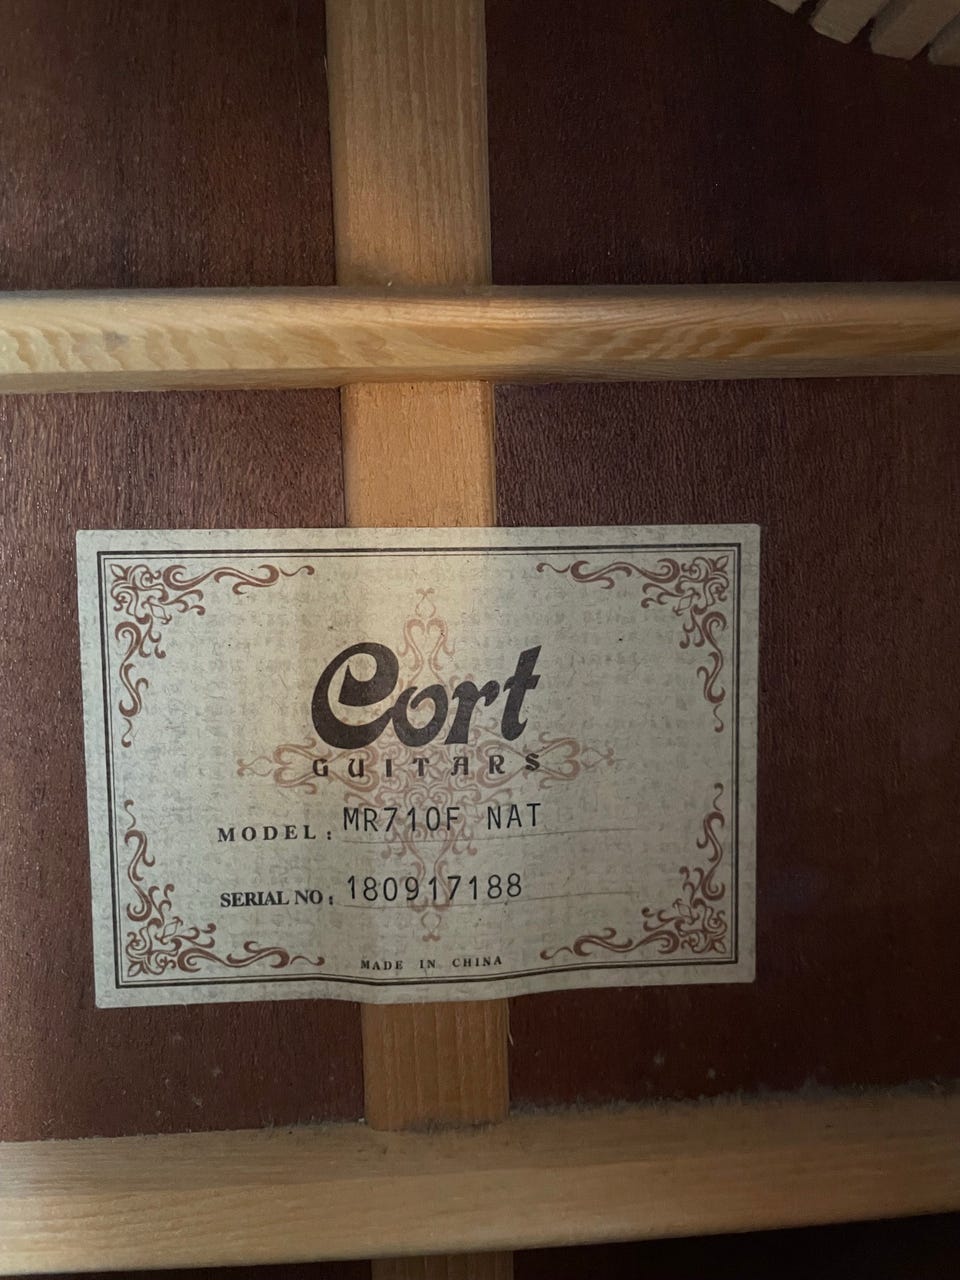 Cort
GUITARS
MODEL: MR710F NAT
SERIAL NO: 180917188
MADE IN CHINA